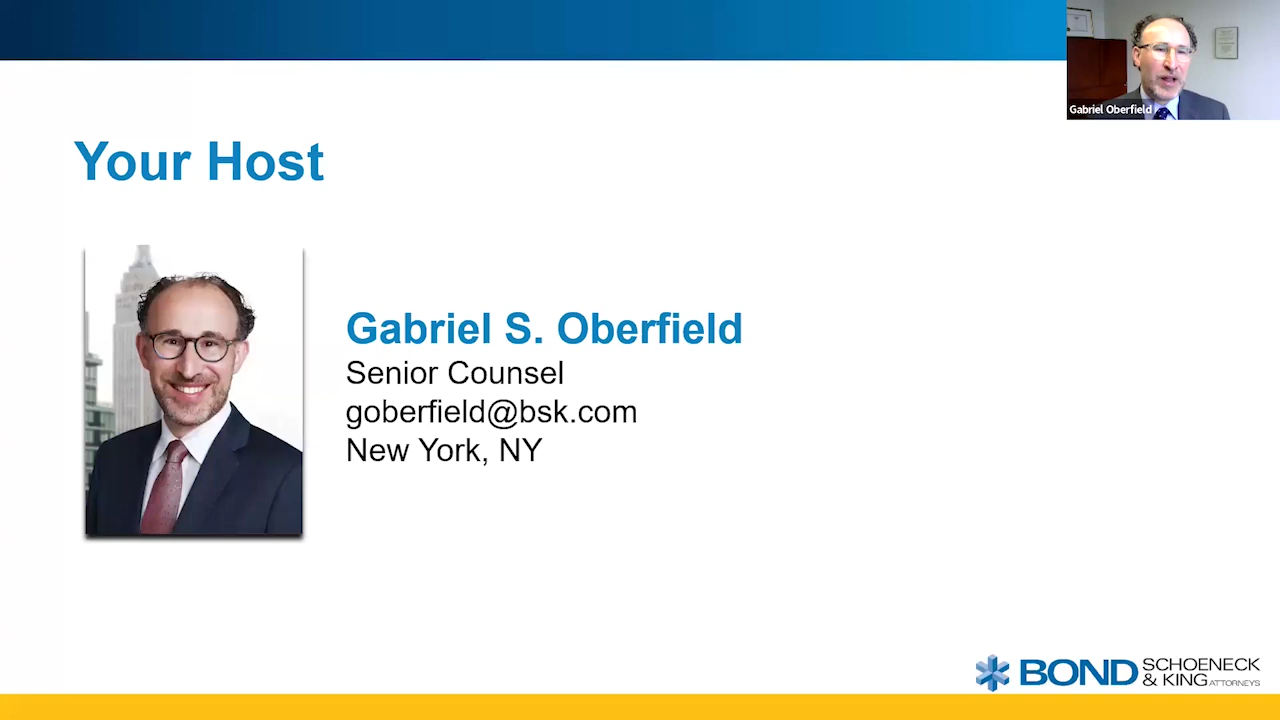 Gabriel Oberfield
Your Host
Gabriel S. Oberfield
Senior Counsel
goberfield@bsk.com
New York, NY
BOND SCHOENECK
& KING ATTORNEYS